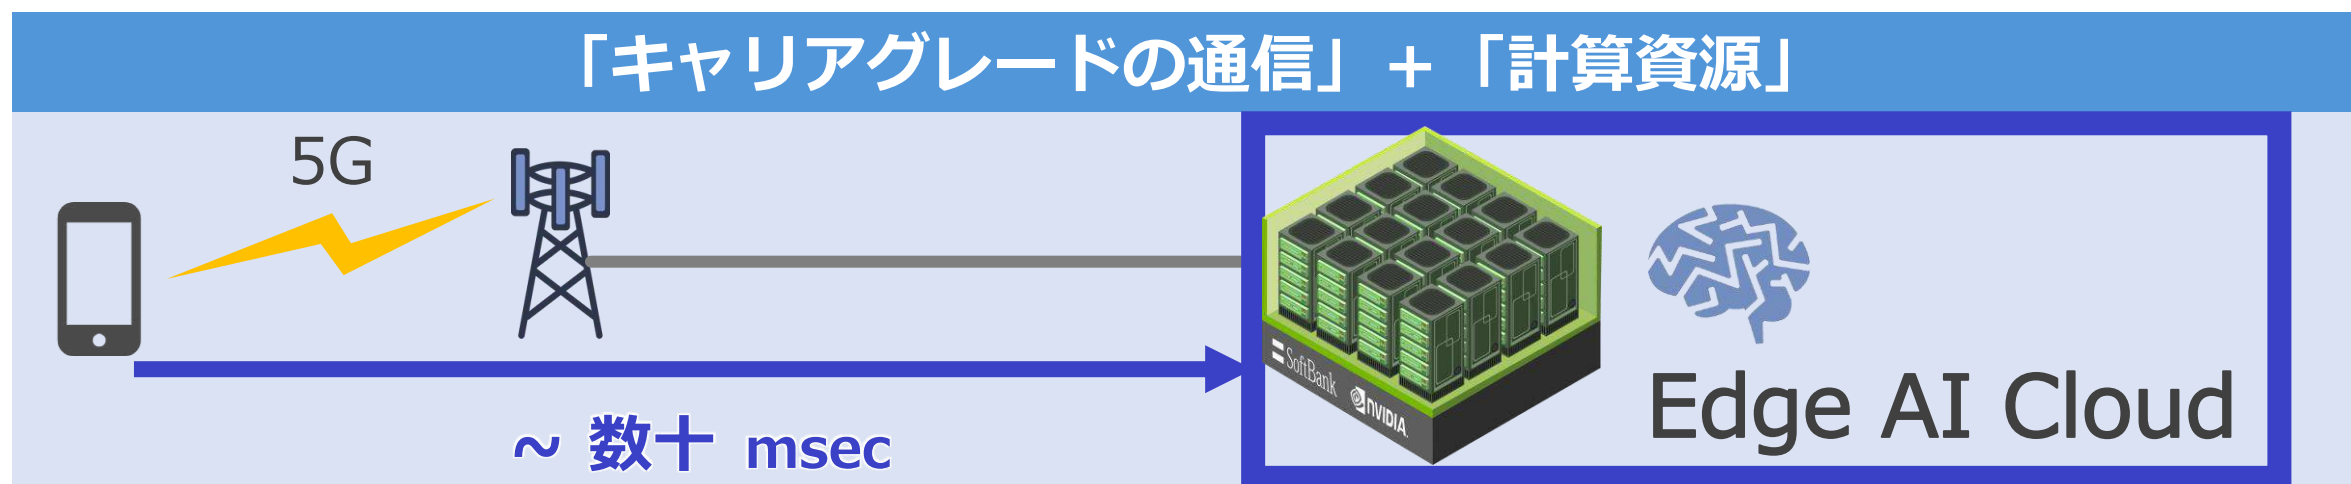 「キャリアグレードの通信」+「計算資源」
5G
SoftBank
NVIDIA.
Edge AI Cloud
~ 数十 msec